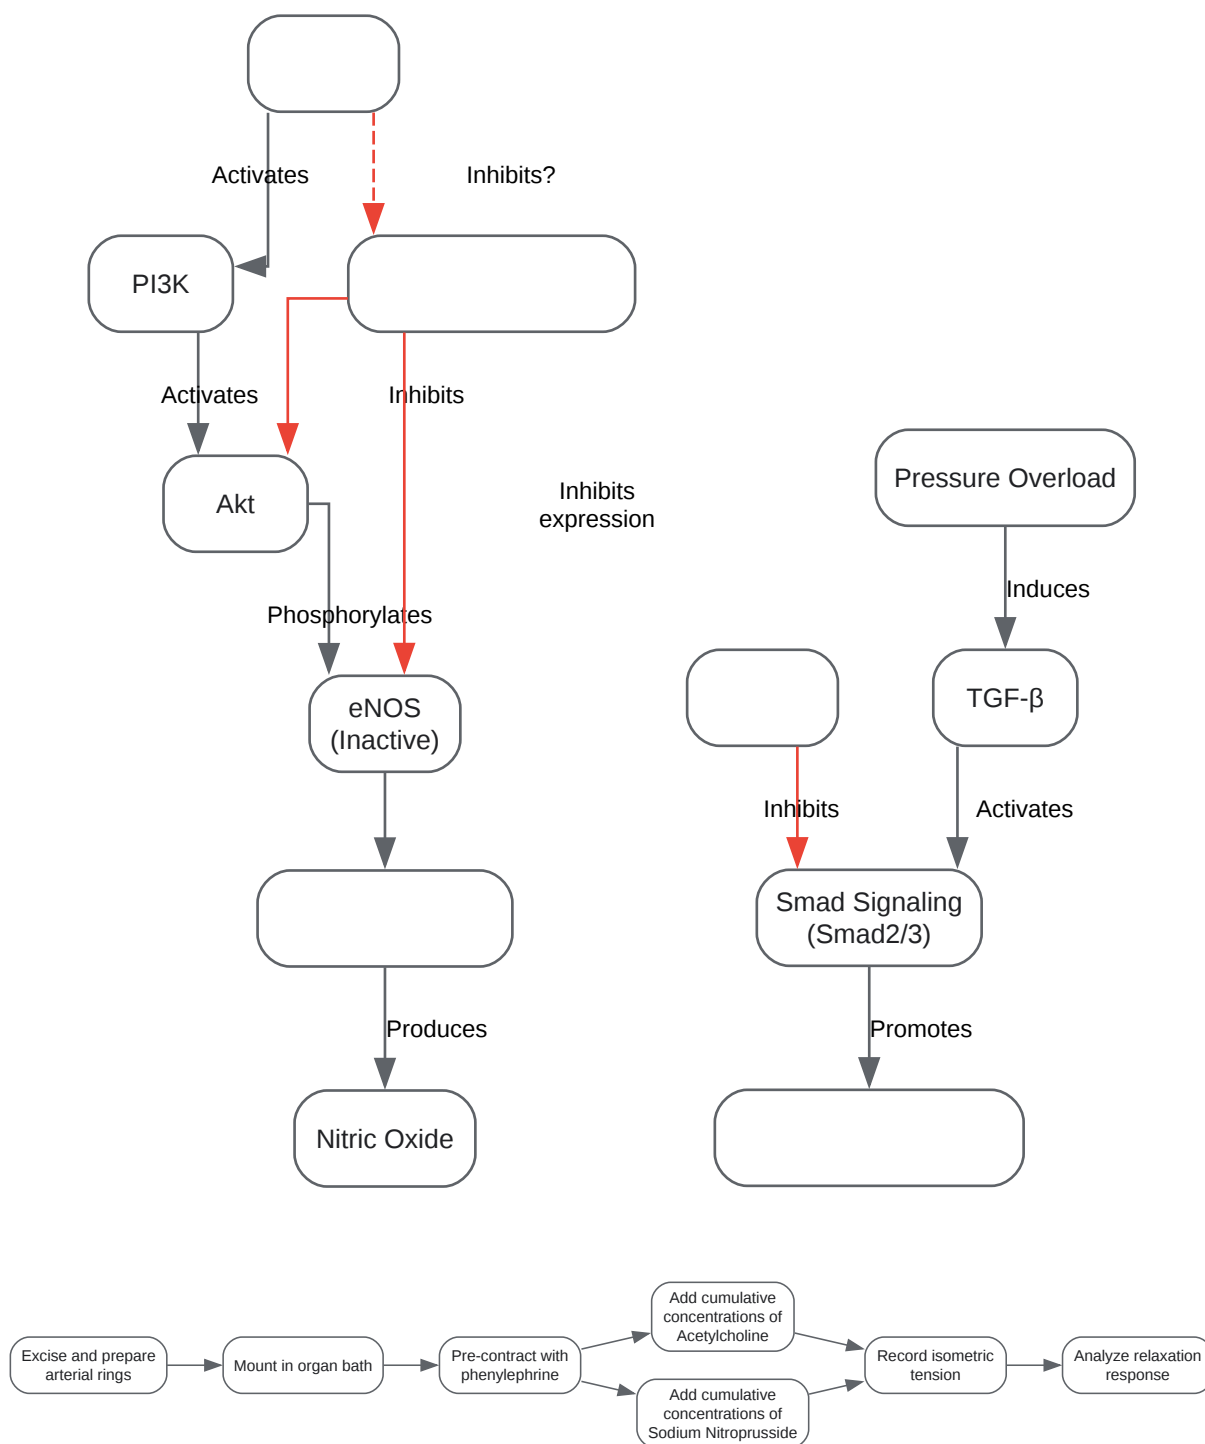 Activates
Inhibits?
PI3K
Activates
Inhibits
Akt
Inhibits
expression
Pressure Overload
Induces
Phosphorylates
eNOS
(Inactive)
TGF-β
Inhibits
Activates
Smad Signaling
(Smad2/3)
Produces
Promotes
Nitric Oxide
Excise and prepare
arterial rings
Mount in organ bath
Pre-contract with
phenylephrine
Add cumulative
concentrations of
Acetylcholine
Add cumulative
concentrations of
Sodium Nitroprusside
Record isometric
tension
Analyze relaxation
response